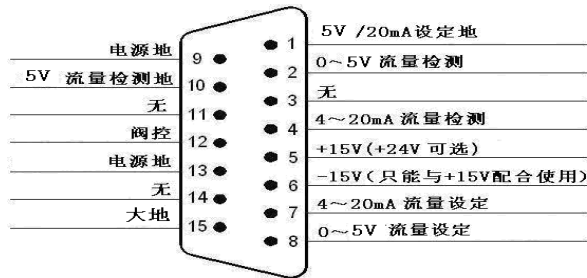 5V /20mA设定地
电源地 9 1
0～5V 流量检测
5V 流量检测地 10 2
无
无 11 3
4～20mA 流量检测
阀控 12 4
+15V(+24V 可选)
电源地 13 5
-15V(只能与+15V配合使用)
无 14 6
4～20mA 流量设定
大地 15 7
0～5V 流量设定
8